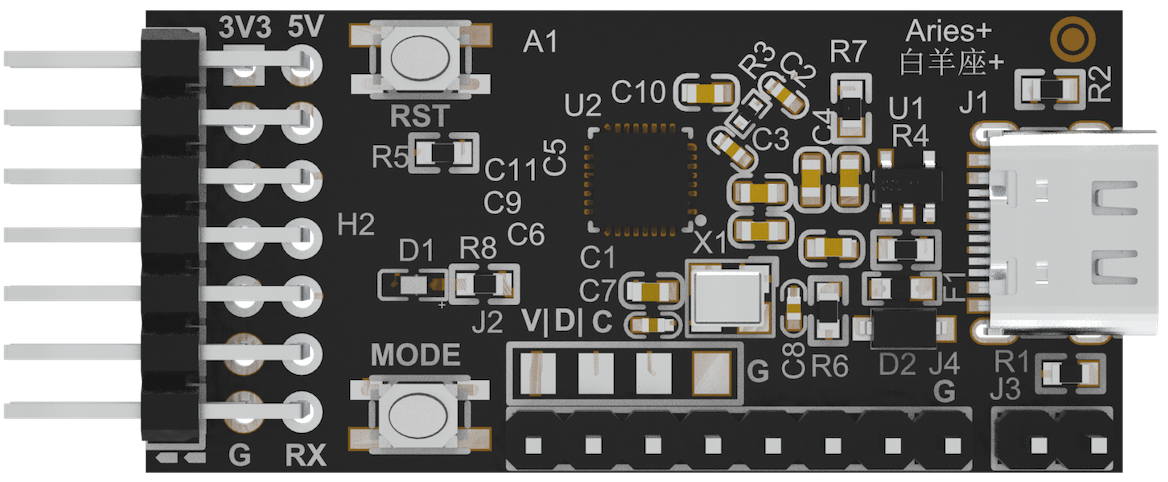 3V3 5V
A1
RST
R5
C11
C9
C6
H2
D1
R8
J2
MODE
G RX
U2
C5
C10
R3
C2
C3
C4
R7
Aries+
白羊座+
U1
R4
J1
R2
X1
C1
C7
V| D| C
G
C8
R6
D2
F1
J4
G
R1
J3
+